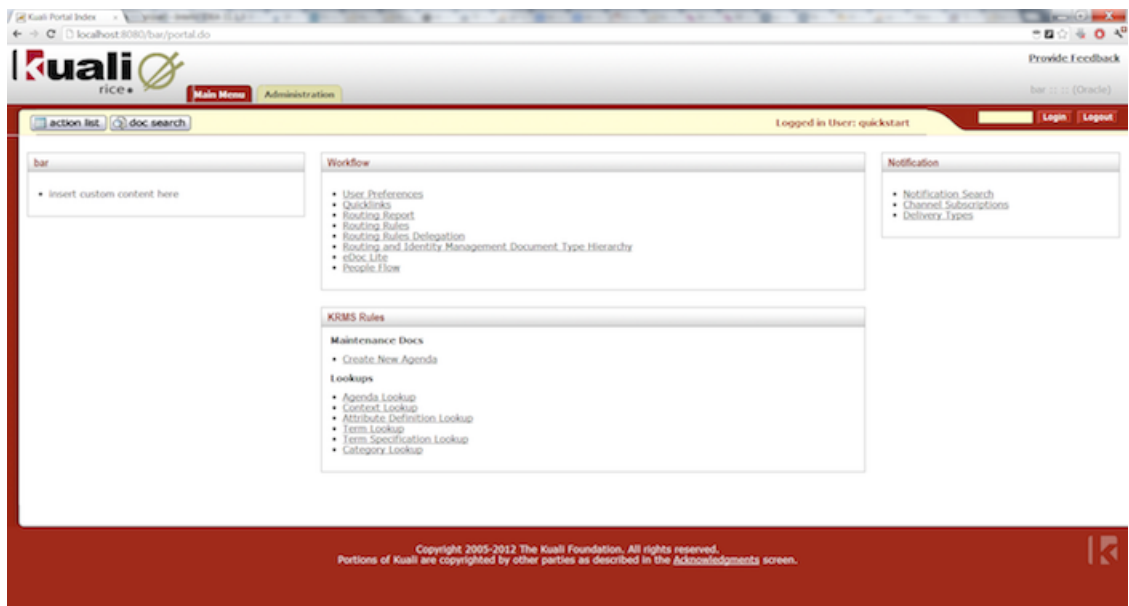 Kuali Portal Index
localhost:8080/bar/portal.do
Provide Feedback
kuali
rice
Main Menu
Administration
bar :: :: (Oracle)
action list
doc search
Logged in User: quickstart
Login
Logout
bar
• insert custom content here
Workflow
• User Preferences
• Quicklinks
• Routing Report
• Routing Rules
• Routing Rules Delegation
• Routing and Identity Management Document Type Hierarchy
• eDoc Lite
• People Flow
KRMS Rules
Maintenance Docs
• Create New Agenda
Lookups
• Agenda Lookup
• Context Lookup
• Attribute Definition Lookup
• Term Lookup
• Term Specification Lookup
• Category Lookup
Notification
• Notification Search
• Channel Subscriptions
• Delivery Types
Copyright 2005-2012 The Kuali Foundation. All rights reserved.
Portions of Kuali are copyrighted by other parties as described in the Acknowledgments screen.